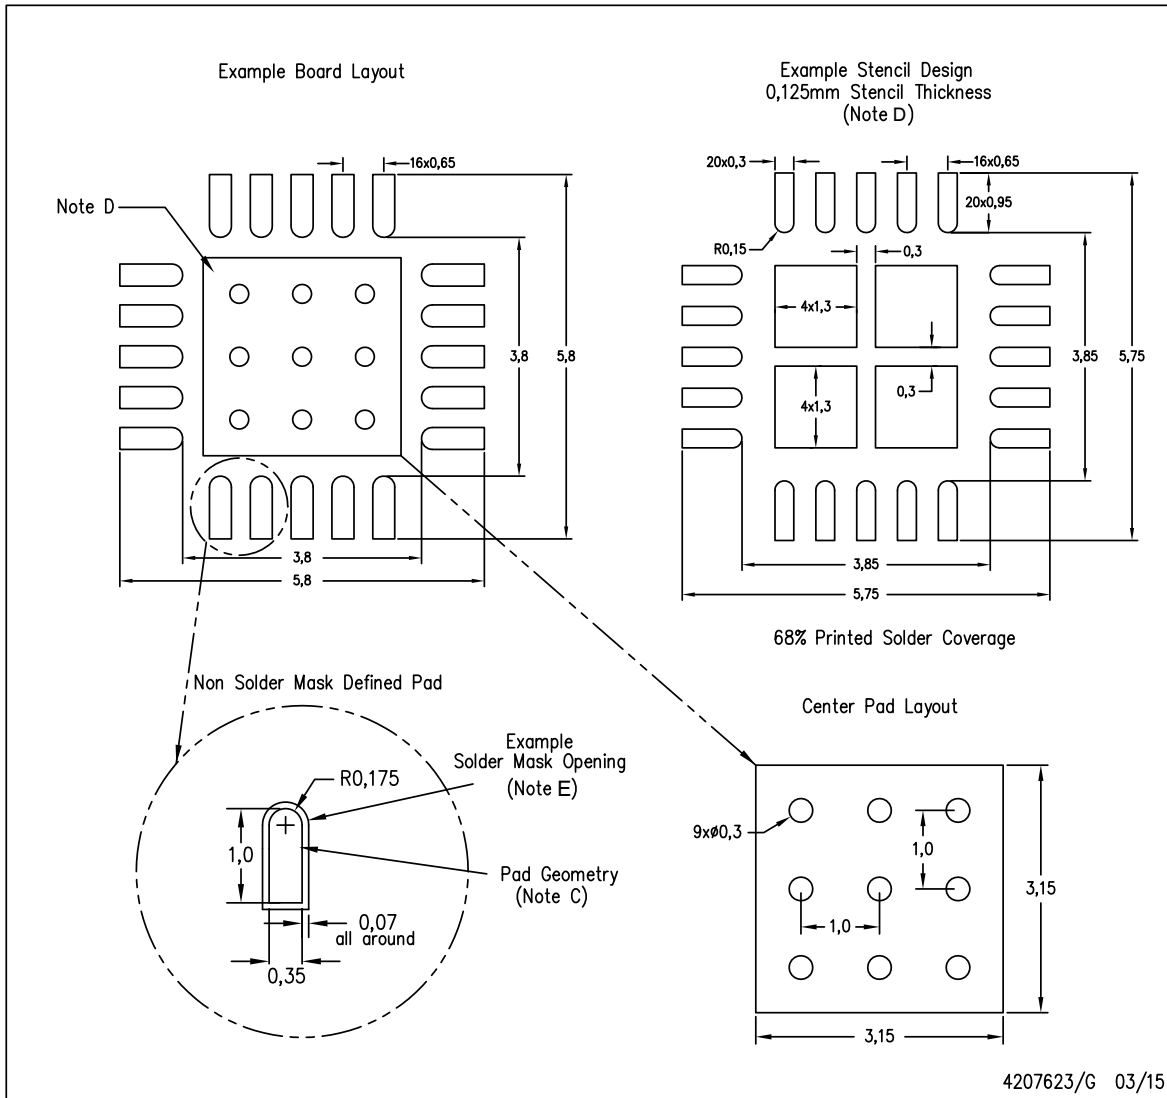 Example Board Layout
16x0,65
Note D
3,8
5,8
3,8
5,8
Example Stencil Design
0,125mm Stencil Thickness
(Note D)
20x0,3
16x0,65
20x0,95
R0,15
0,3
4x1,3
3,85
5,75
0,3
4x1,3
3,85
5,75
68% Printed Solder Coverage
Non Solder Mask Defined Pad
Example
Solder Mask Opening
(Note E)
R0,175
1,0
Pad Geometry
(Note C)
0,07
all around
0,35
Center Pad Layout
9xø0,3
1,0
3,15
1,0
3,15
4207623/G 03/15